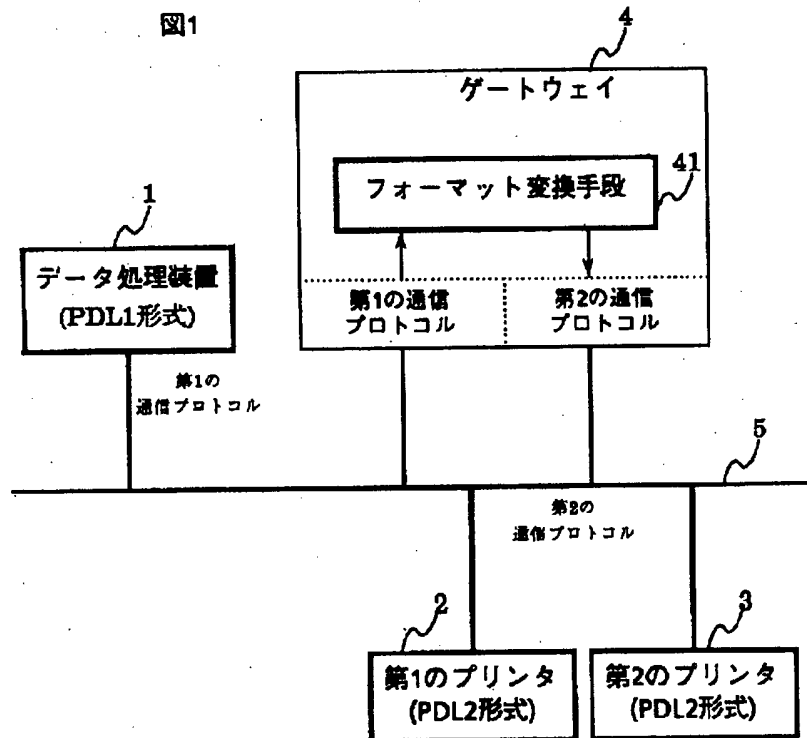 図1
4
ゲートウェイ
フォーマット変換手段
41
1
データ処理装置
(PDL1形式)
第1の通信
プロトコル
第2の通信
プロトコル
第1の
通信プロトコル
5
第2の
通信プロトコル
2
第1のプリンタ
(PDL2形式)
3
第2のプリンタ
(PDL2形式)